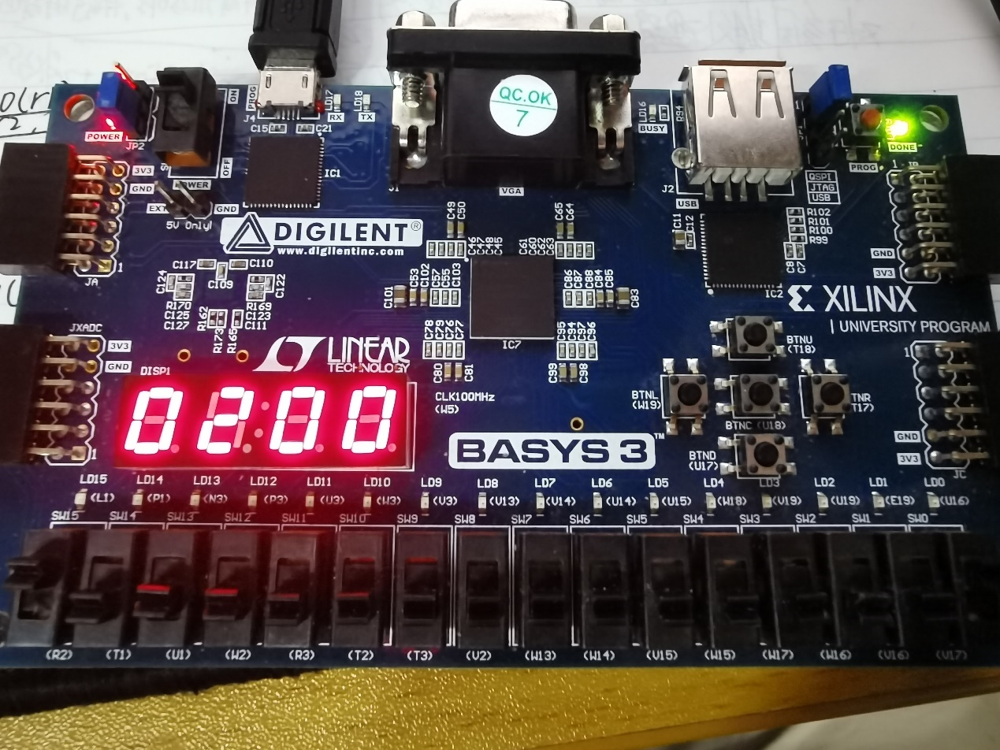 PROG
J4
LD17
RX
LD18
TX
QC.OK
7
LD16
BUSY
R94
ON
OFF
POWER
JP2
C15
C21
IC1
J1
VGA
J2
USB
DONE
PROG
QSPI
JTAG
USB
3V3
GND
JA
1
POWER
EXT
GND
5V Only!
DIGILENT®
www.digilentinc.com
C49
C50
C65
C64
C46
C47
C48
C45
C61
C60
C62
C63
C11
C12
R102
R101
R100
R99
C8
C7
IC2
GND
3V3
C117
C110
C109
C124
C122
R170
C125
C127
R169
C123
C111
R162
R173
R165
C101
C53
C102
C57
C55
C103
C86
C87
C88
C84
C85
C83
C78
C79
C76
C77
C95
C94
C97
C96
C80
C81
C99
C98
IC7
XILINX
| UNIVERSITY PROGRAM
JXADC
3V3
GND
1
LINEAR
TECHNOLOGY
DISP1
0200
CLK100MHz
(W5)
BTNU
(T18)
BTNL
(W19)
TNR
T17)
BTNC (U18)
BTND
(U17)
BASYS 3™
1
GND
3V3
JC
LD15 LD14 LD13 LD12 LD11 LD10 LD9 LD8 LD7 LD6 LD5 LD4 LD3 LD2 LD1 LD0
(L1) (P1) (N3) (P3) (U3) (W3) (V3) (V13) (V14) (U14) (U15) (W18) (V19) (U19) (E19) (U16)
SW15 SW14 SW13 SW12 SW11 SW10 SW9 SW8 SW7 SW6 SW5 SW4 SW3 SW2 SW1 SW0
(R2) (T1) (U1) (W2) (R3) (T2) (T3) (V2) (W13) (W14) (V15) (W15) (W17) (W16) (V16) (V17)